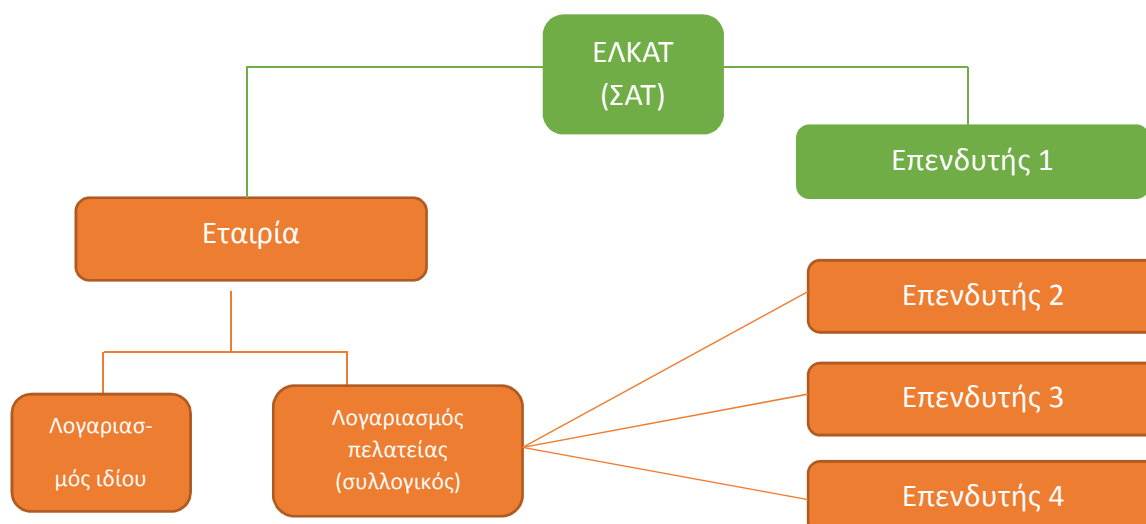 ΕΛΚΑΤ
(ΣΑΤ)
Επενδυτής 1
Εταιρία
Επενδυτής 2
Επενδυτής 3
Επενδυτής 4
Λογαριασ-
μός ιδίου
Λογαριασμός
πελατείας
(συλλογικός)